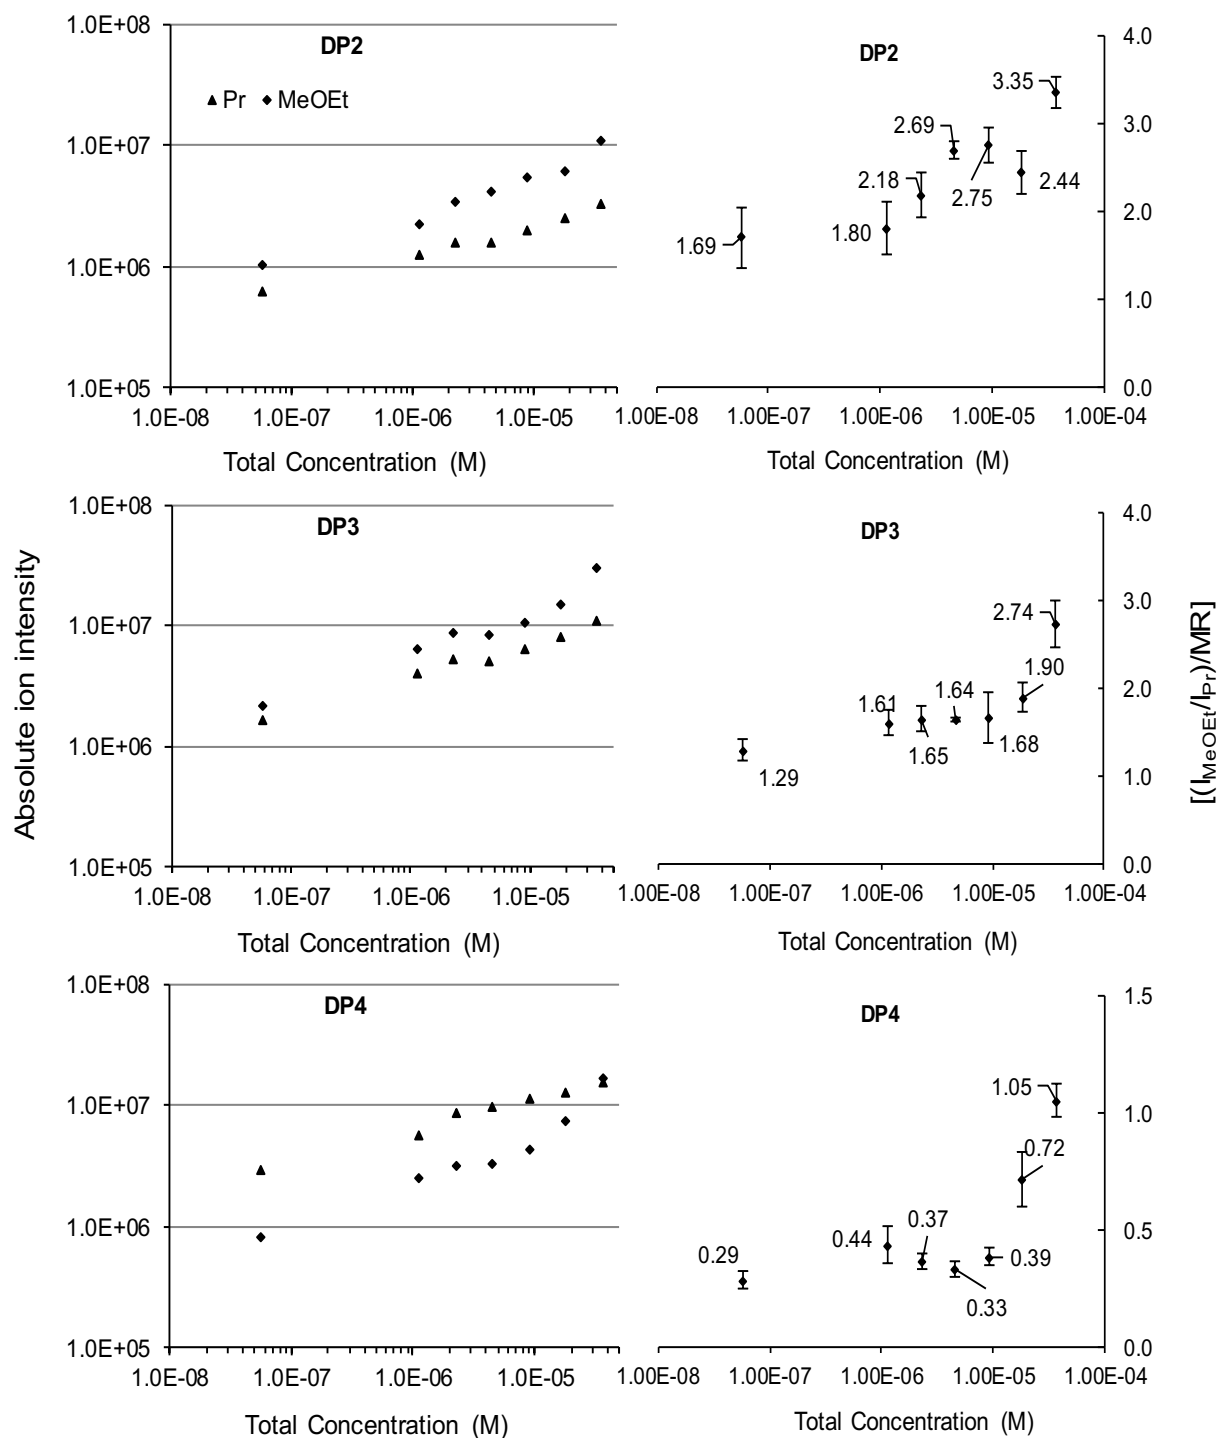 1.0E+08
DP2
Pr MeOEt
1.0E+07
1.0E+06
1.0E+05
1.0E-08 1.0E-07 1.0E-06 1.0E-05
Total Concentration (M)
DP2
4.0
3.35
3.0
2.69
2.18
2.75
2.44
2.0
1.80
1.69
1.0
0.0
1.00E-08 1.00E-07 1.00E-06 1.00E-05 1.00E-04
Total Concentration (M)
Absolute ion intensity
1.0E+08
DP3
1.0E+07
1.0E+06
1.0E+05
1.0E-08 1.0E-07 1.0E-06 1.0E-05
Total Concentration (M)
DP3
4.0
3.0
2.74
1.90
2.0
1.61
1.64
1.65
1.68
1.29
1.0
0.0
1.00E-08 1.00E-07 1.00E-06 1.00E-05 1.00E-04
Total Concentration (M)
[(I_MeOEt/I_Pr)/MR]
1.0E+08
DP4
1.0E+07
1.0E+06
1.0E+05
1.0E-08 1.0E-07 1.0E-06 1.0E-05
Total Concentration (M)
DP4
1.5
1.05
1.0
0.72
0.5
0.44
0.37
0.39
0.29
0.33
0.0
1.00E-08 1.00E-07 1.00E-06 1.00E-05 1.00E-04
Total Concentration (M)